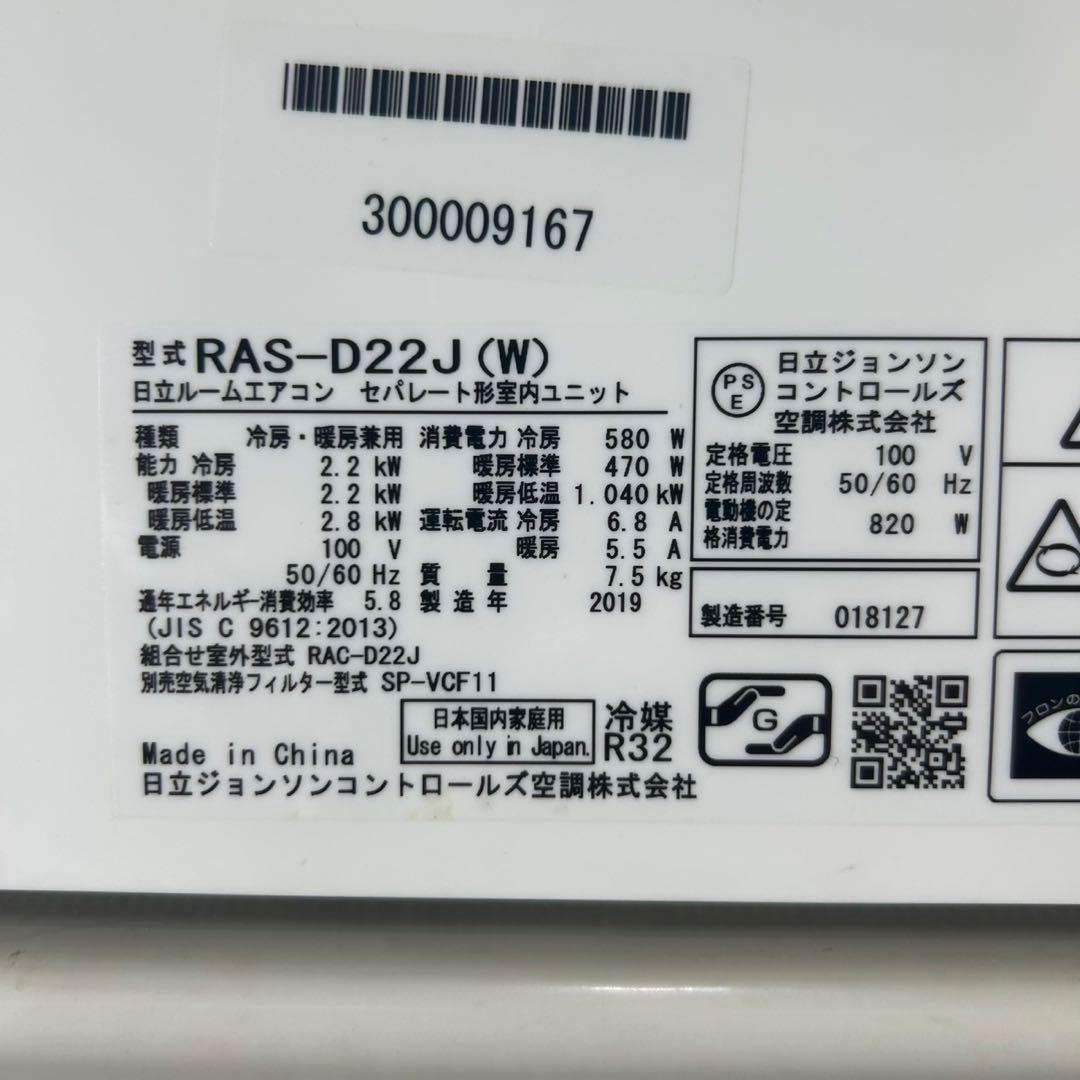 300009167
型式 RAS-D22J(W)
日立ルームエアコン セパレート形室内ユニット
種類 冷房・暖房兼用
能力 冷房 2.2 kW
暖房標準 2.2 kW
暖房低温 2.8 kW
電源 100 V
50/60 Hz
通年エネルギー消費効率 5.8
(JIS C 9612:2013)
消費電力 冷房 580 W
暖房標準 470 W
暖房低温 1.040 kW
運転電流 冷房 6.8 A
暖房 5.5 A
質量 7.5 kg
製造年 2019
組合せ室外型式 RAC-D22J
別売空気清浄フィルター型式 SP-VCF11
日本国内家庭用
Use only in Japan.
冷媒
R32
Made in China
日立ジョンソンコントロールズ空調株式会社
PS
E
日立ジョンソン
コントロールズ
空調株式会社
定格電圧 100 V
定格周波数 50/60 Hz
電動機の定
格消費電力 820 W
製造番号 018127
G
フロンの